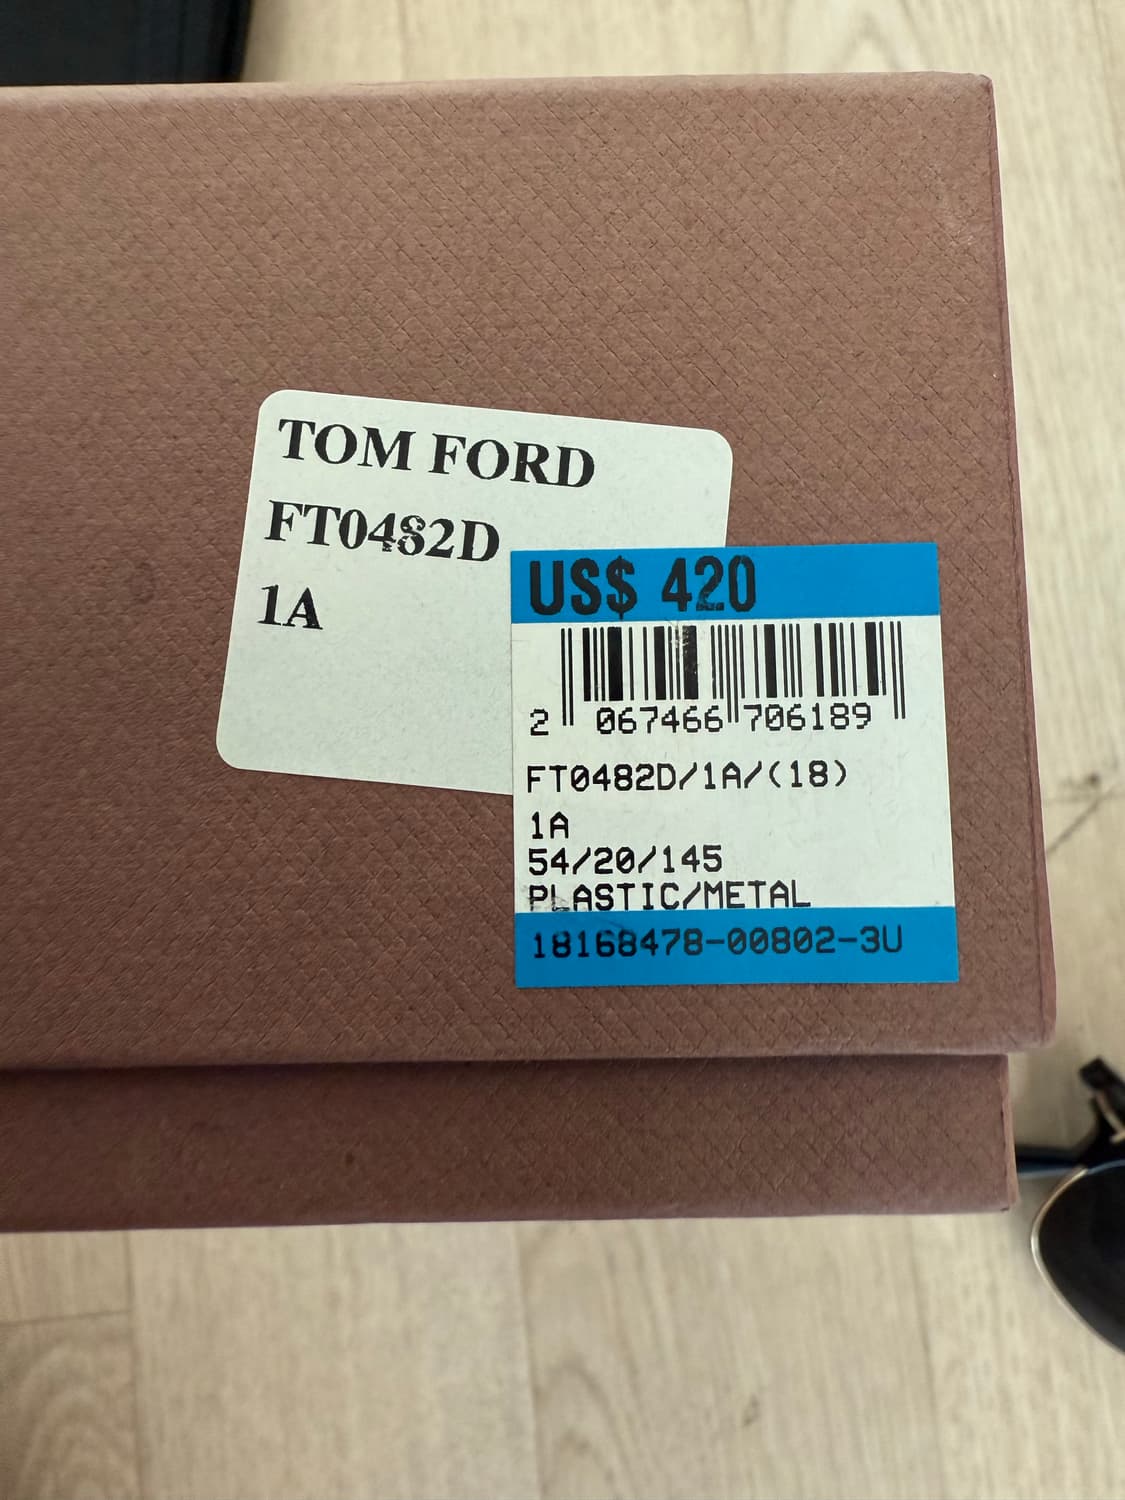 TOM FORD
FT0482D
1A
US$ 420
2 067466 706189
FT0482D/1A/(18)
1A
54/20/145
PLASTIC/METAL
18168478-00802-3U